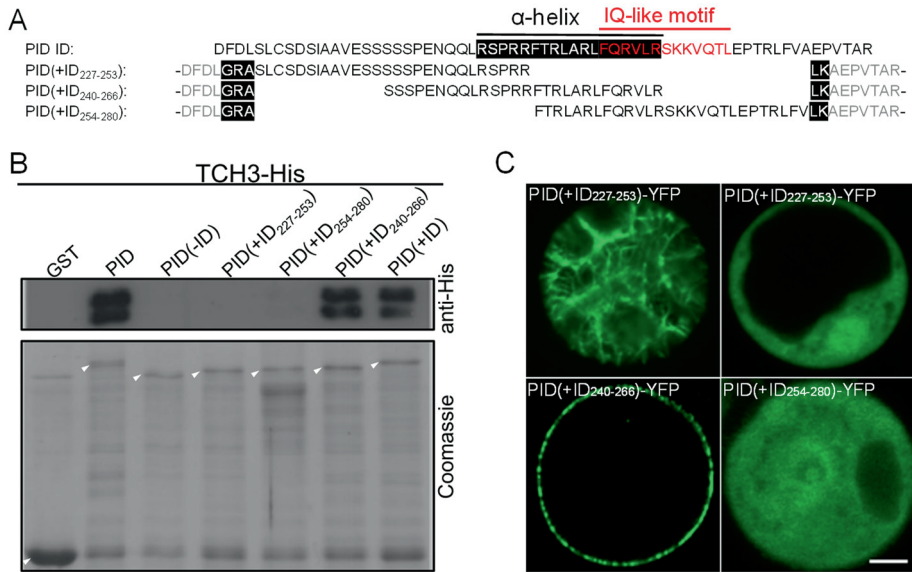 A
α-helix IQ-like motif
PID ID: DFDLSLCSDSIAAVESSSSSPENQQLRSPRRFTRLARLFQRVLRSKKVQTLEPTRLFVAEPVTAR
PID(+ID227-253): -DFDLGRASLCSDSIAAVESSSSSPENQQLRSPRR LKAEPVTAR-
PID(+ID240-266): -DFDLGRA SSSPENQQLRSPRRFTRLARLFQRVLR LKAEPVTAR-
PID(+ID254-280): -DFDLGRA FTRLARLFQRVLRSKKVQTLEPTRLFVLKAEPVTAR-
B
TCH3-His
GST PID PID(-ID) PID(+ID227-253) PID(+ID254-280) PID(+ID240-266) PID(+ID)
anti-His
Coomassie
C
PID(+ID227-253)-YFP PID(+ID227-253)-YFP
PID(+ID240-266)-YFP PID(+ID254-280)-YFP